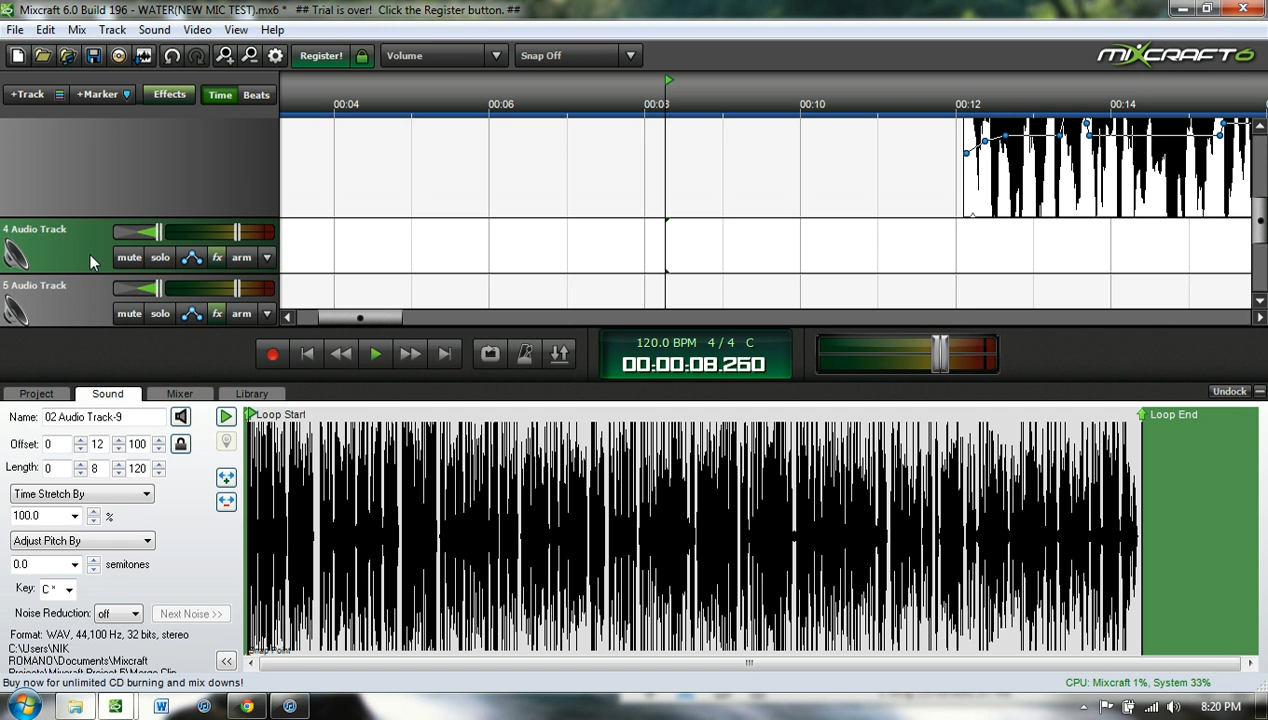 Mixcraft 6.0 Build 196 - WATER(NEW MIC TEST).mx6 * ## Trial is over! Click the Register button. ##
File Edit Mix Track Sound Video View Help
Register! Volume Snap Off MIXCRAFT 6
+Track +Marker Effects Time Beats
00:04 00:06 00:0 00:10 00:12 00:14
4 Audio Track
mute solo fx arm
5 Audio Track
mute solo fx arm
120.0 BPM 4 / 4 C
00:00:08.260
Project Sound Mixer Library Undock
Name: 02 Audio Track-9
Loop Start Loop End
Offset: 0 12 100
Length: 0 8 120
Time Stretch By
100.0 %
Adjust Pitch By
0.0 semitones
Key: C *
Noise Reduction: off Next Noise >>
Format: WAV, 44,100 Hz, 32 bits, stereo
C:\Users\NIK
ROMANO\Documents\Mixcraft
<<
Buy now for unlimited CD burning and mix downs! CPU: Mixcraft 1%, System 33%
W 8:20 PM